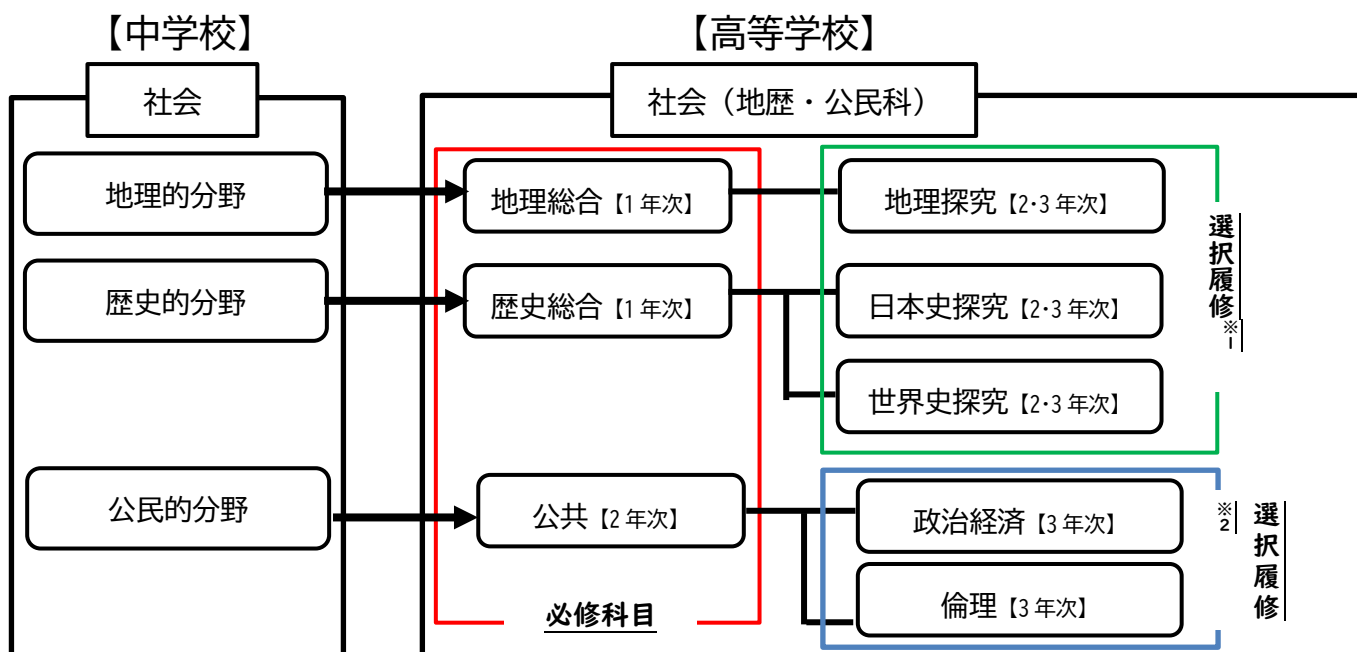 【中学校】
【高等学校】
社会
社会（地歴・公民科）
地理的分野
地理総合【1年次】
地理探究【2・3年次】
歴史的分野
歴史総合【1年次】
日本史探究【2・3年次】
世界史探究【2・3年次】
選択履修※1
公民的分野
公共【2年次】
政治経済【3年次】
倫理【3年次】
選択履修※2
必修科目